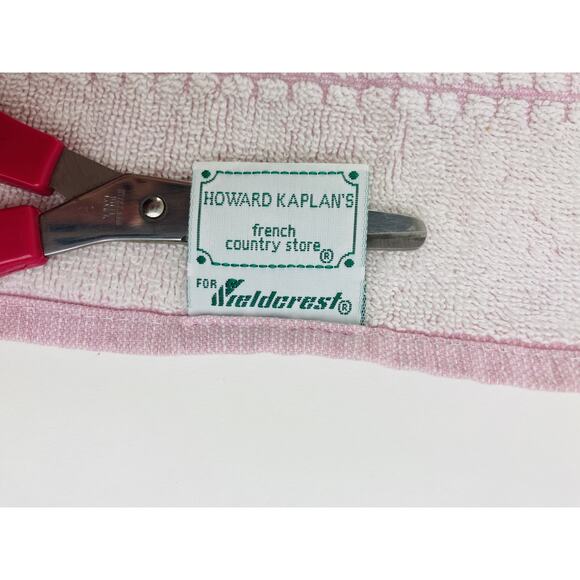 HOWARD KAPLAN'S
french
country store®
FOR Fieldcrest®